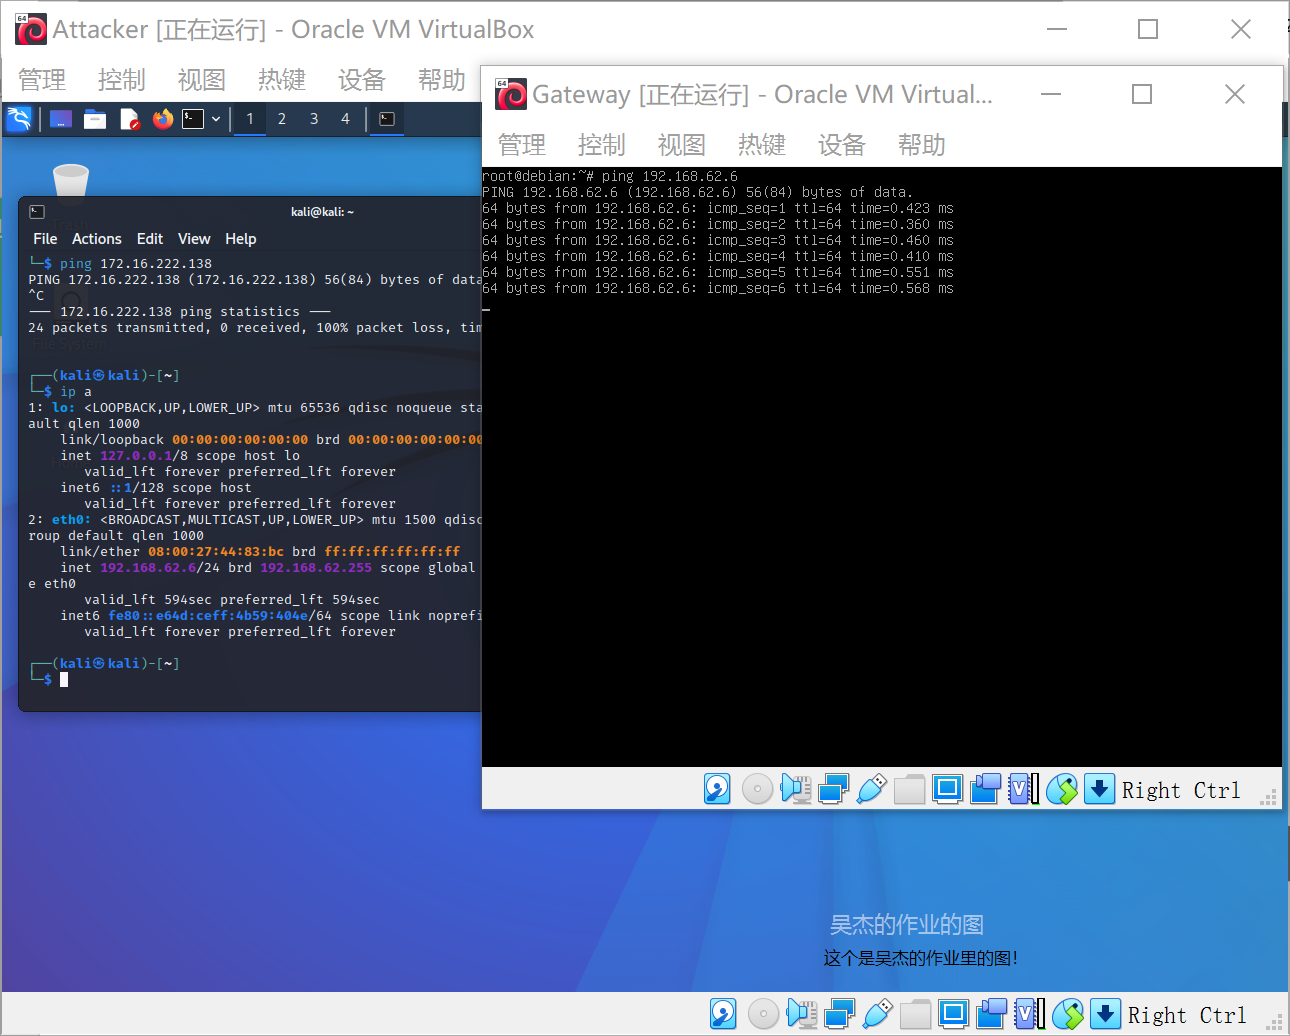 Attacker [正在运行] - Oracle VM VirtualBox
管理 控制 视图 热键 设备 帮助
1 2 3 4
kali@kali: ~
File Actions Edit View Help
└─$ ping 172.16.222.138
PING 172.16.222.138 (172.16.222.138) 56(84) bytes of data
^C
--- 172.16.222.138 ping statistics ---
24 packets transmitted, 0 received, 100% packet loss, tim
┌──(kali㉿kali)-[~]
└─$ ip a
1: lo: <LOOPBACK,UP,LOWER_UP> mtu 65536 qdisc noqueue sta
ault qlen 1000
link/loopback 00:00:00:00:00:00 brd 00:00:00:00:00:00
inet 127.0.0.1/8 scope host lo
valid_lft forever preferred_lft forever
inet6 ::1/128 scope host
valid_lft forever preferred_lft forever
2: eth0: <BROADCAST,MULTICAST,UP,LOWER_UP> mtu 1500 qdisc
roup default qlen 1000
link/ether 08:00:27:44:83:bc brd ff:ff:ff:ff:ff:ff
inet 192.168.62.6/24 brd 192.168.62.255 scope global
e eth0
valid_lft 594sec preferred_lft 594sec
inet6 fe80::e64d:ceff:4b59:404e/64 scope link noprefi
valid_lft forever preferred_lft forever
┌──(kali㉿kali)-[~]
└─$
Gateway [正在运行] - Oracle VM Virtual...
管理 控制 视图 热键 设备 帮助
root@debian:~# ping 192.168.62.6
PING 192.168.62.6 (192.168.62.6) 56(84) bytes of data.
64 bytes from 192.168.62.6: icmp_seq=1 ttl=64 time=0.423 ms
64 bytes from 192.168.62.6: icmp_seq=2 ttl=64 time=0.360 ms
64 bytes from 192.168.62.6: icmp_seq=3 ttl=64 time=0.460 ms
64 bytes from 192.168.62.6: icmp_seq=4 ttl=64 time=0.410 ms
64 bytes from 192.168.62.6: icmp_seq=5 ttl=64 time=0.551 ms
64 bytes from 192.168.62.6: icmp_seq=6 ttl=64 time=0.568 ms
Right Ctrl
吴杰的作业的图
这个是吴杰的作业里的图!
Right Ctrl